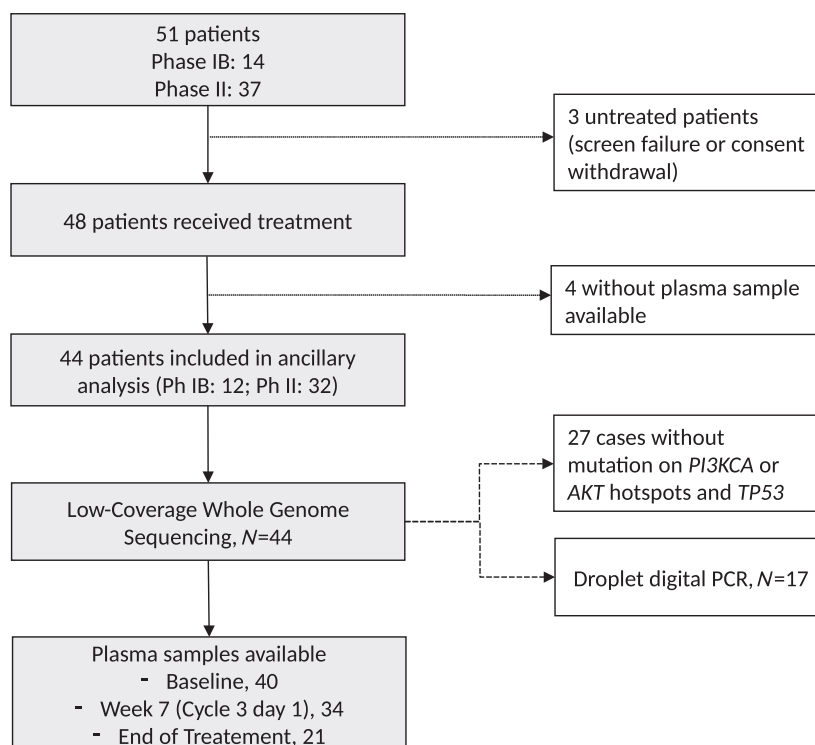 51 patients
Phase IB: 14
Phase II: 37
3 untreated patients
(screen failure or consent
withdrawal)
48 patients received treatment
4 without plasma sample
available
44 patients included in ancillary
analysis (Ph IB: 12; Ph II: 32)
27 cases without
mutation on PI3KCA or
AKT hotspots and TP53
Low-Coverage Whole Genome
Sequencing, N=44
Droplet digital PCR, N=17
Plasma samples available
- Baseline, 40
- Week 7 (Cycle 3 day 1), 34
- End of Treatement, 21